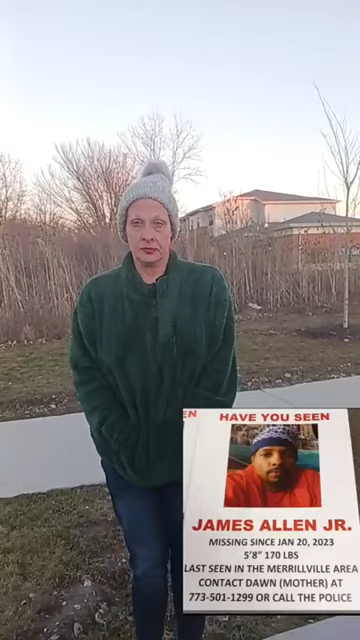 EN
HAVE YOU SEEN
JAMES ALLEN JR.
MISSING SINCE JAN 20, 2023
5'8" 170 LBS
LAST SEEN IN THE MERRILLVILLE AREA
CONTACT DAWN (MOTHER) AT
773-501-1299 OR CALL THE POLICE